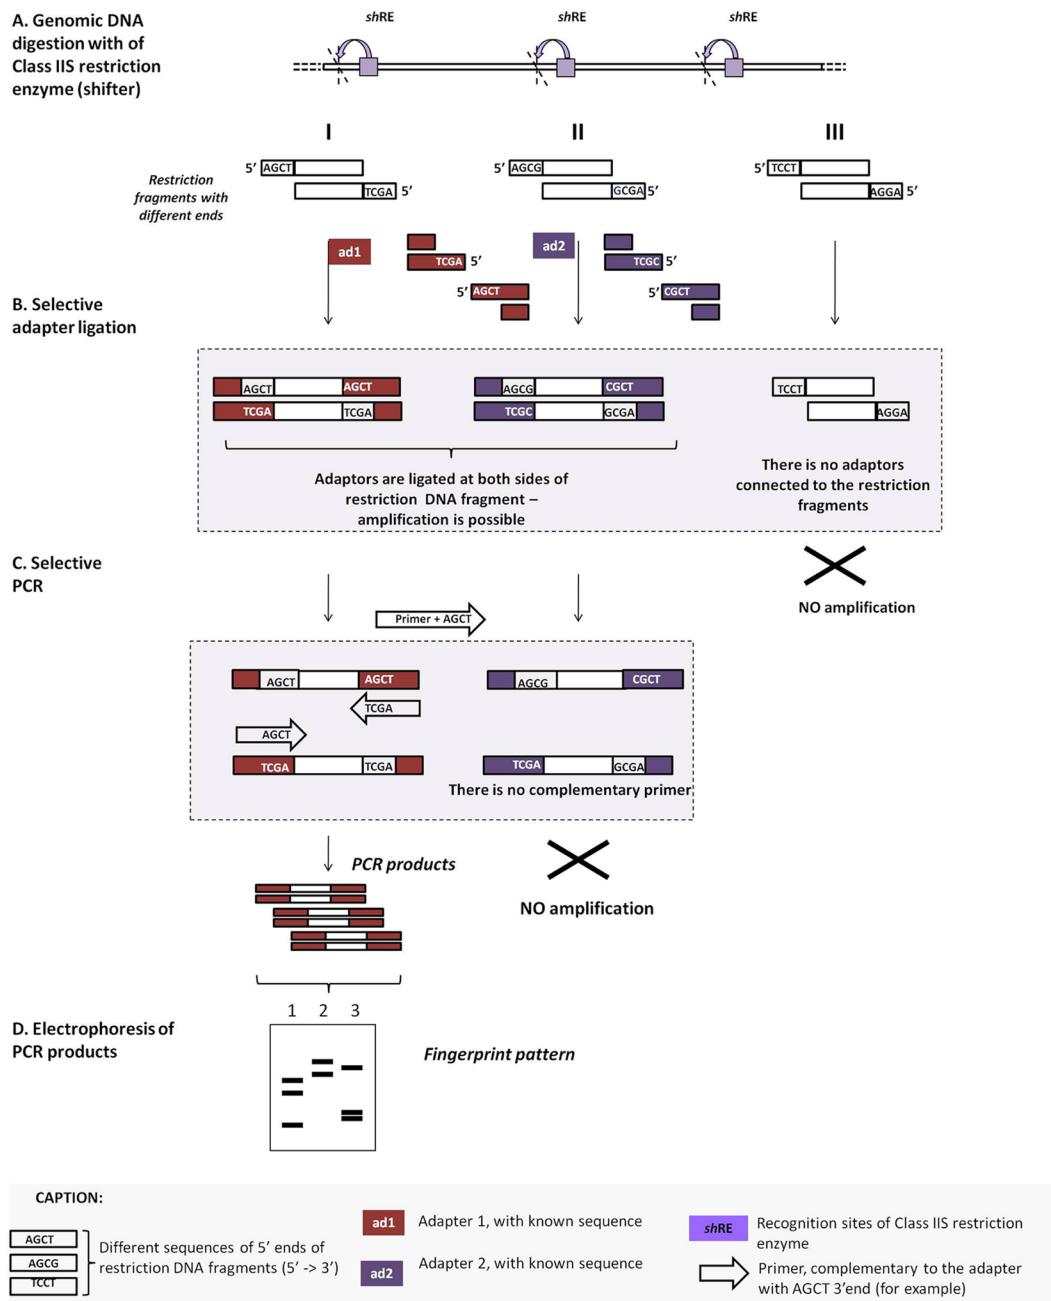 A. Genomic DNA
digestion with of
Class IIS restriction
enzyme (shifter)
shRE
shRE
shRE
I
II
III
Restriction
fragments with
different ends
5’ AGCT
TCGA 5’
5’ AGCG
GCGA 5’
5’ TCCT
AGGA 5’
ad1
TCGA 5’
5’ AGCT
ad2
TCGC 5’
5’ CGCT
B. Selective
adapter ligation
AGCT AGCT
TCGA TCGA
AGCG CGCT
TCGC GCGA
TCCT
AGGA
Adaptors are ligated at both sides of
restriction DNA fragment –
amplification is possible
There is no adaptors
connected to the restriction
fragments
C. Selective
PCR
NO amplification
Primer + AGCT
AGCT AGCT
TCGA
AGCT
TCGA TCGA
AGCG CGCT
TCGA GCGA
There is no complementary primer
PCR products
NO amplification
1 2 3
D. Electrophoresis of
PCR products
Fingerprint pattern
CAPTION:
AGCT
AGCG
TCCT
Different sequences of 5’ ends of
restriction DNA fragments (5’ -> 3’)
ad1 Adapter 1, with known sequence
ad2 Adapter 2, with known sequence
shRE Recognition sites of Class IIS restriction
enzyme
Primer, complementary to the adapter
with AGCT 3’end (for example)